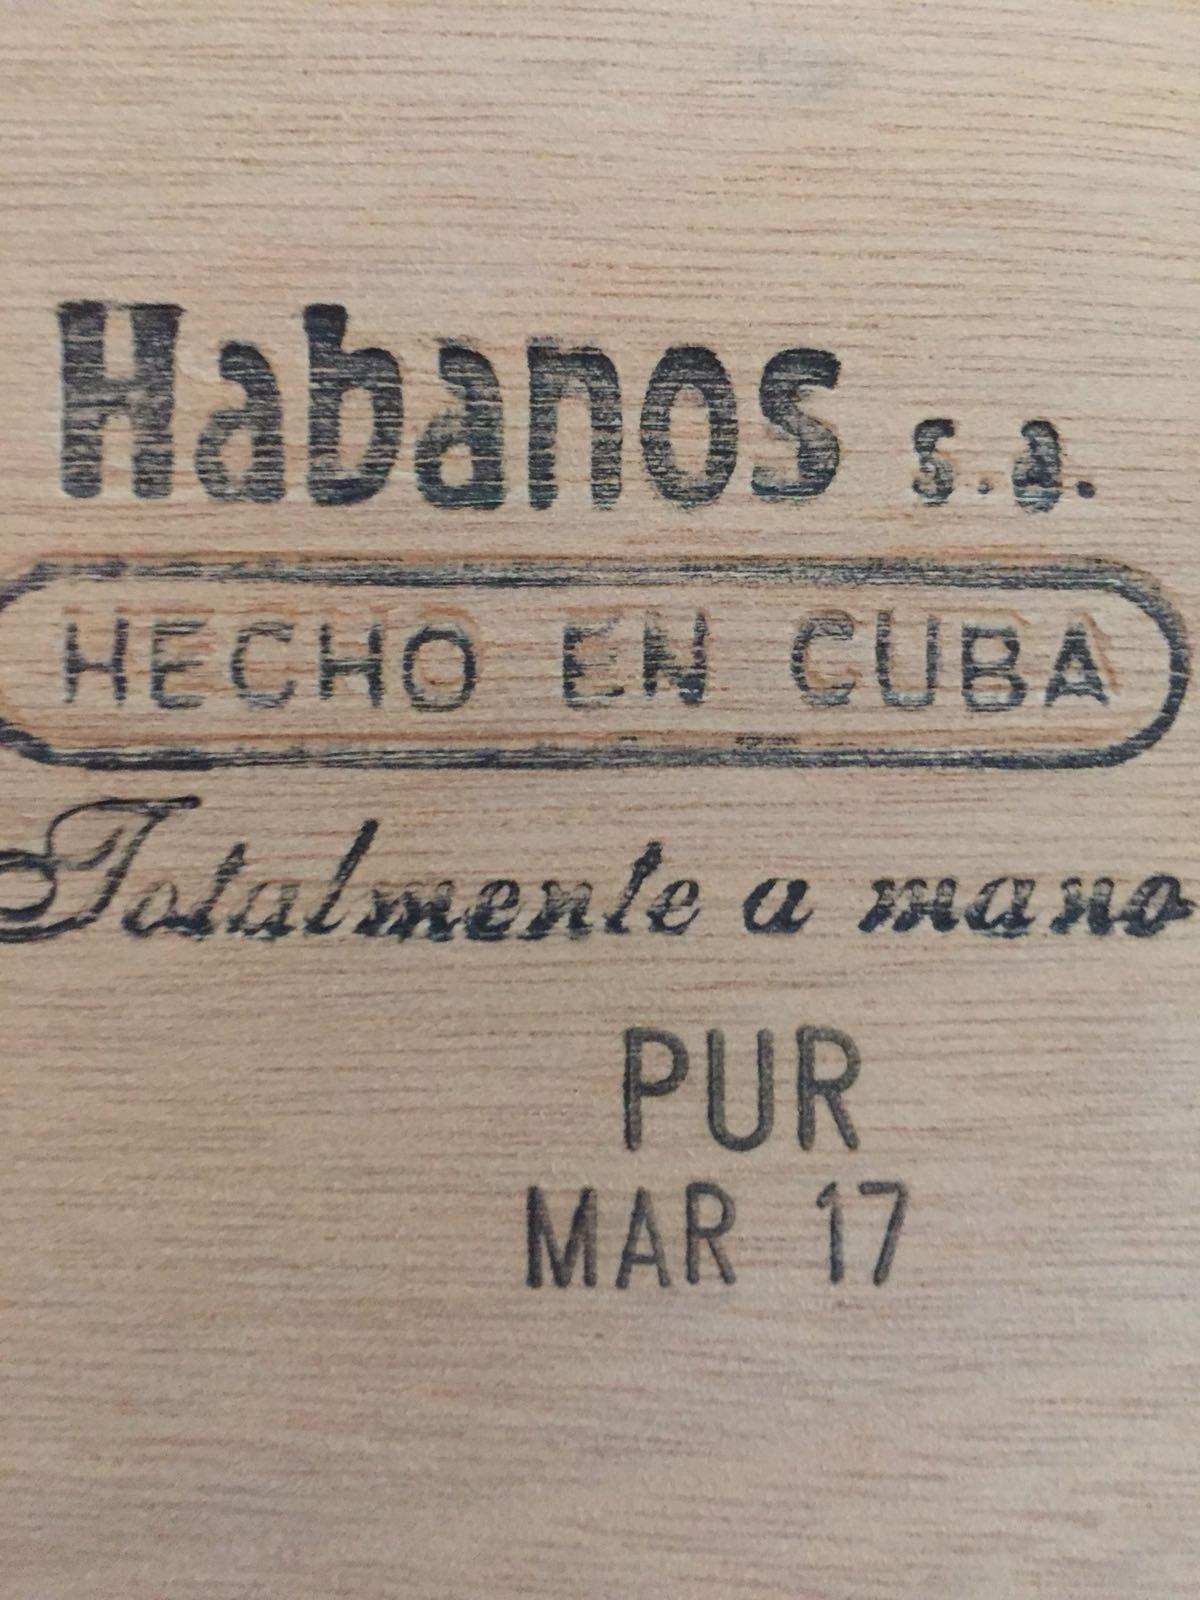 Habanos s.a.
HECHO EN CUBA
Totalmente a mano
PUR
MAR 17